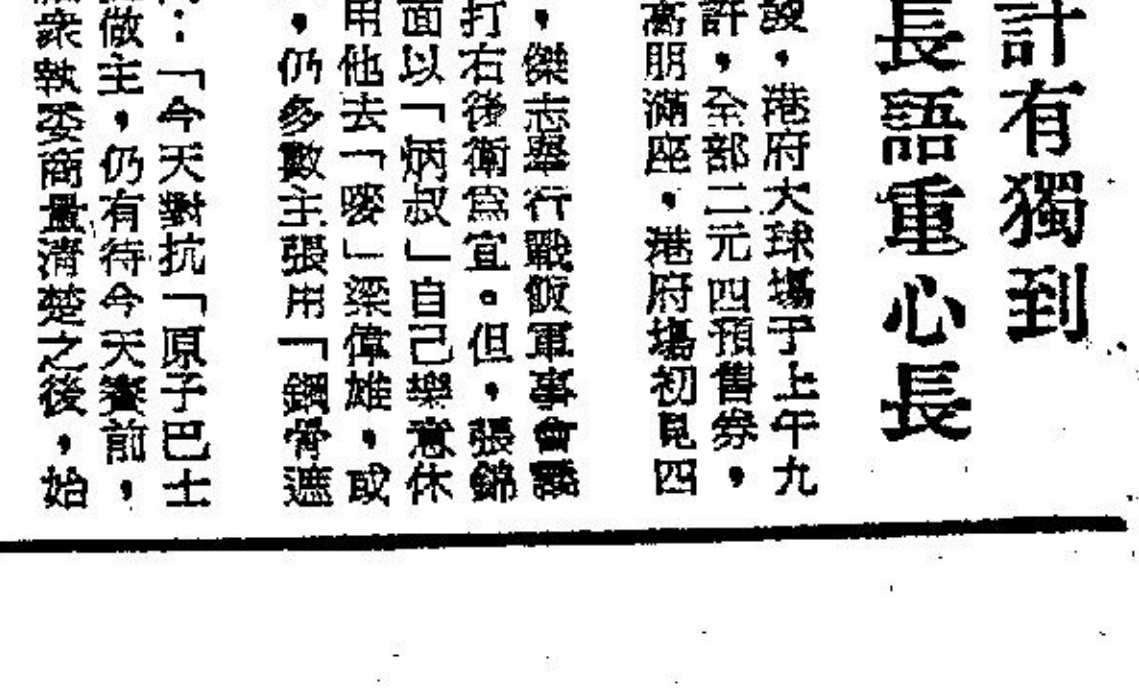 計有獨到
長語重心長
設，港府大球場于上午九
許，全部二元四預售券，
高朋滿座，港府塲初見四
，傑志舉行戰飯軍事會議
打右後衛爲宜。但，張錦
面以「炳叔」自己樂意休
用他去「嘜」梁偉雄，或
，仍多數主張用「鋼骨遮
：「今天對抗「原子巴士
做主，仍有待今天賽前，
衆執委商量清楚之後，始